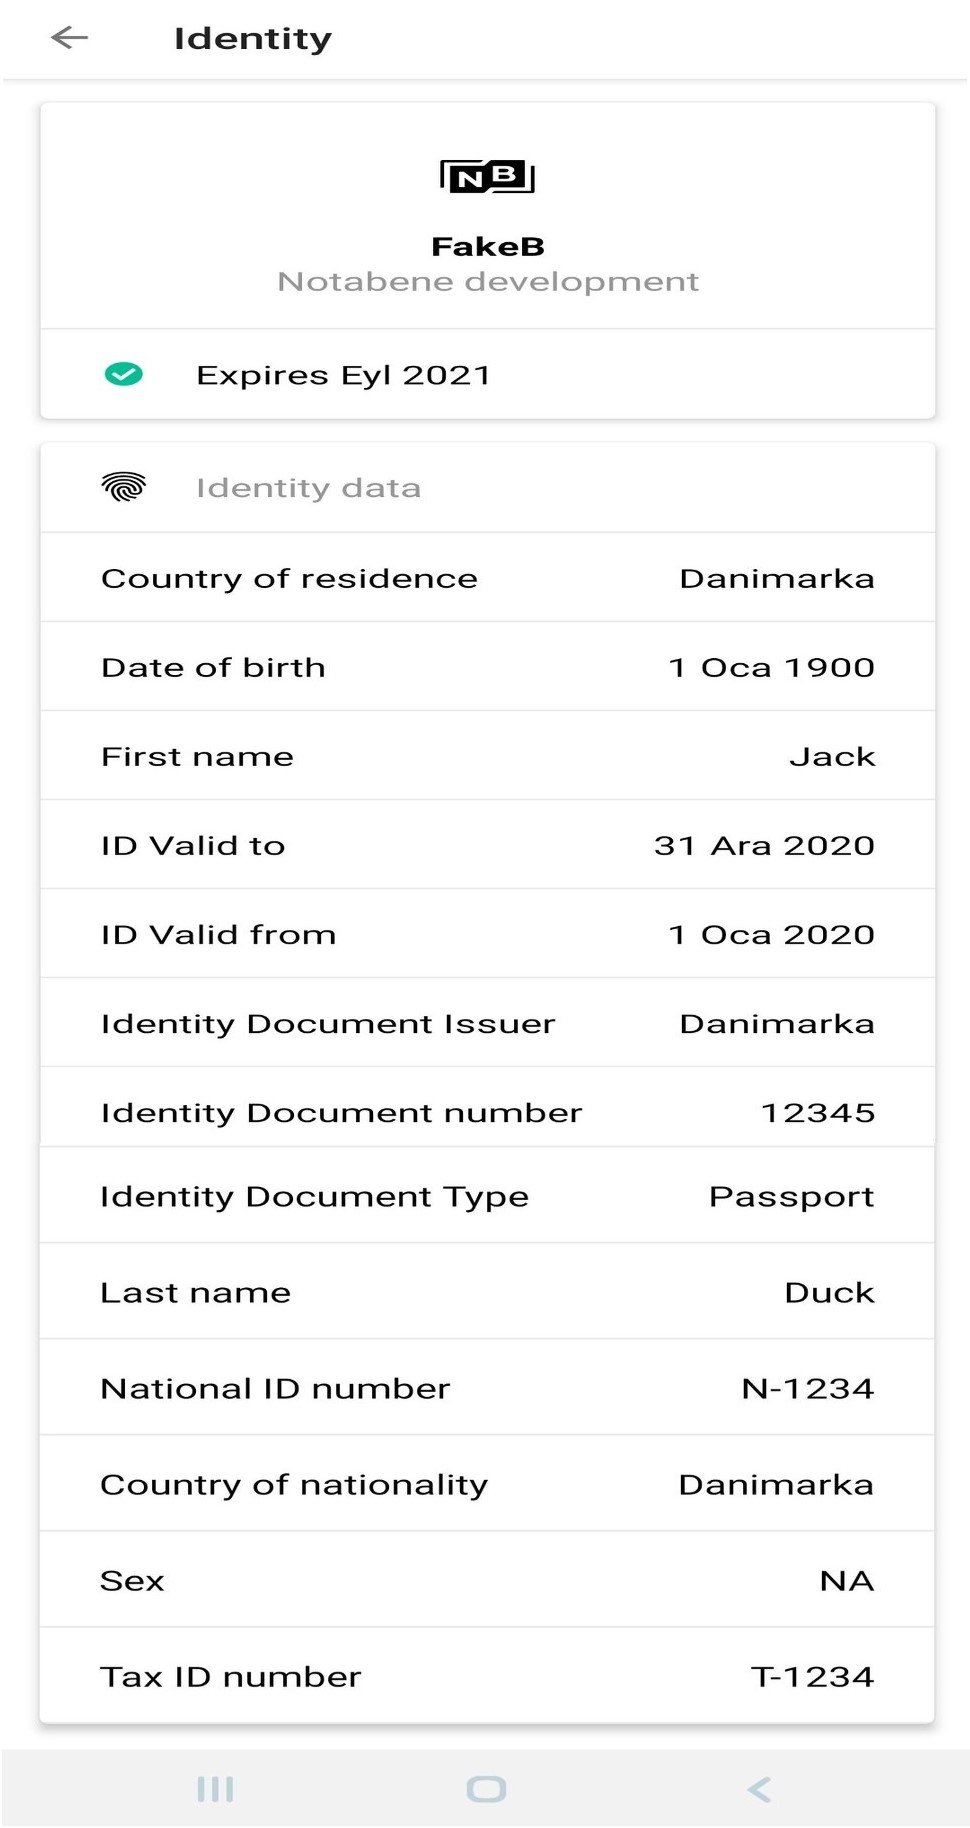 Identity
NB
FakeB
Notabene development
Expires Eyl 2021
Identity data
Country of residence Danimarka
Date of birth 1 Oca 1900
First name Jack
ID Valid to 31 Ara 2020
ID Valid from 1 Oca 2020
Identity Document Issuer Danimarka
Identity Document number 12345
Identity Document Type Passport
Last name Duck
National ID number N-1234
Country of nationality Danimarka
Sex NA
Tax ID number T-1234